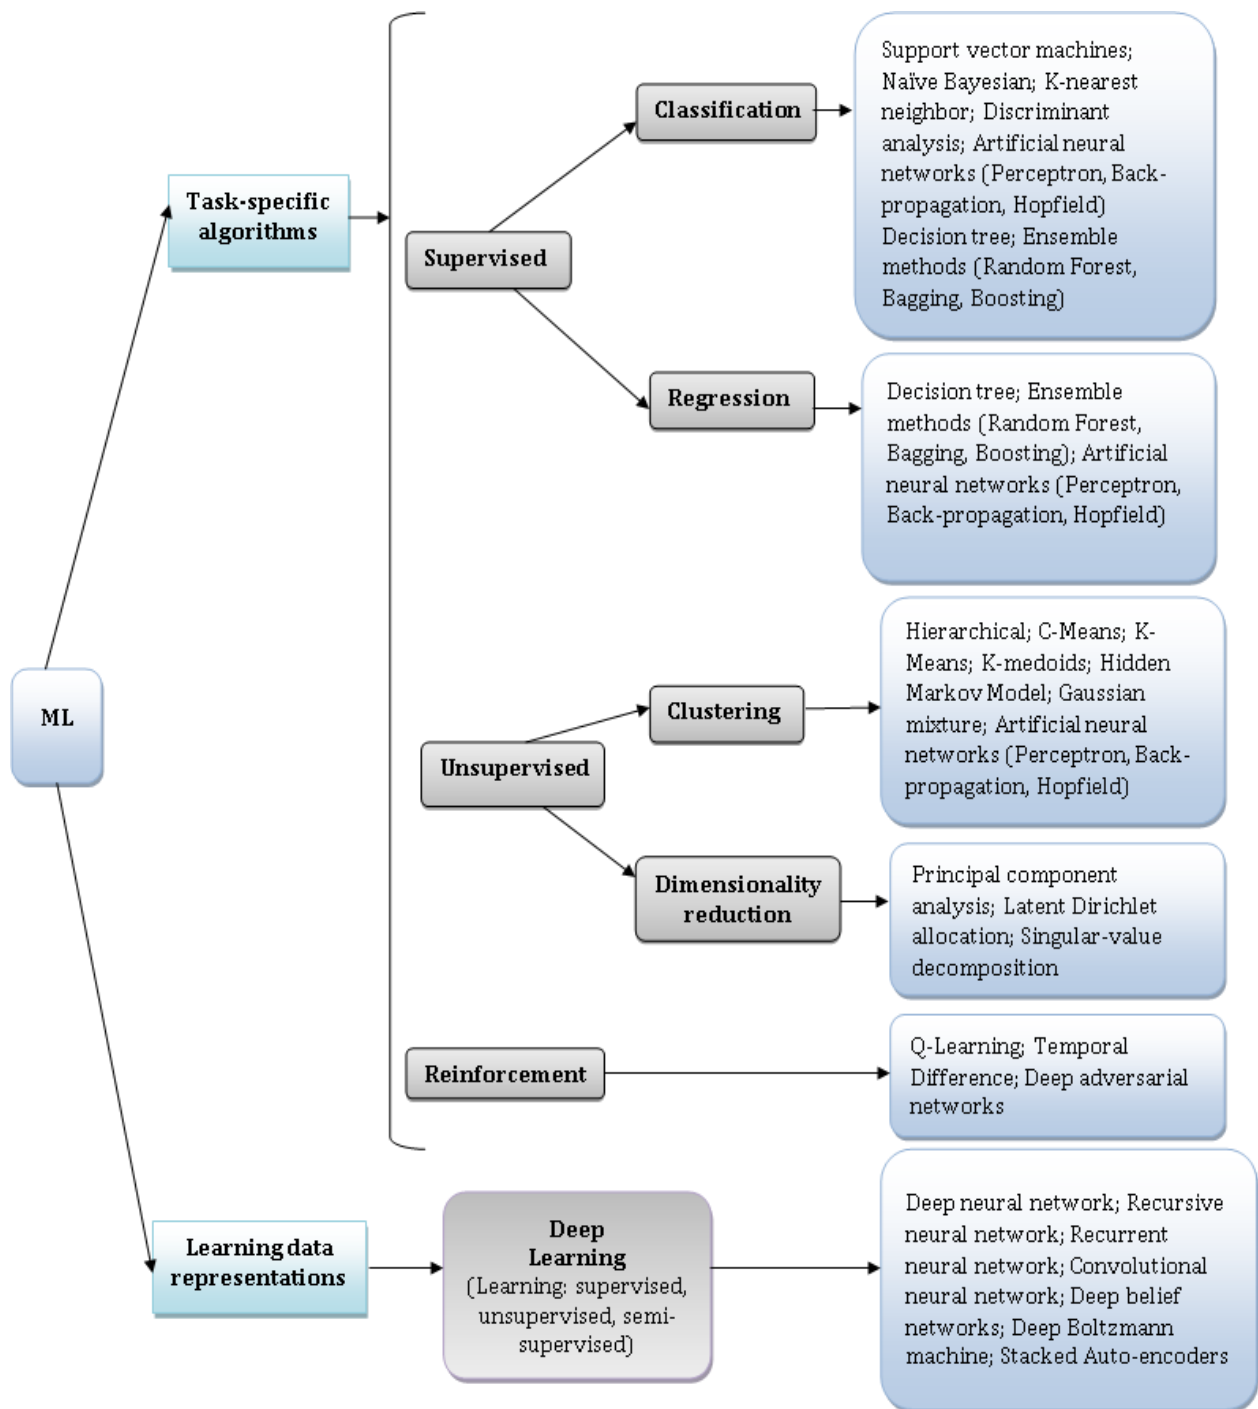 ML
Task-specific
algorithms
Supervised
Classification
Support vector machines;
Naïve Bayesian; K-nearest
neighbor; Discriminant
analysis; Artificial neural
networks (Perceptron, Back-
propagation, Hopfield)
Decision tree; Ensemble
methods (Random Forest,
Bagging, Boosting)
Regression
Decision tree; Ensemble
methods (Random Forest,
Bagging, Boosting); Artificial
neural networks (Perceptron,
Back-propagation, Hopfield)
Unsupervised
Clustering
Hierarchical; C-Means; K-
Means; K-medoids; Hidden
Markov Model; Gaussian
mixture; Artificial neural
networks (Perceptron, Back-
propagation, Hopfield)
Dimensionality
reduction
Principal component
analysis; Latent Dirichlet
allocation; Singular-value
decomposition
Reinforcement
Q-Learning; Temporal
Difference; Deep adversarial
networks
Learning data
representations
Deep
Learning
(Learning: supervised,
unsupervised, semi-
supervised)
Deep neural network; Recursive
neural network; Recurrent
neural network; Convolutional
neural network; Deep belief
networks; Deep Boltzmann
machine; Stacked Auto-encoders